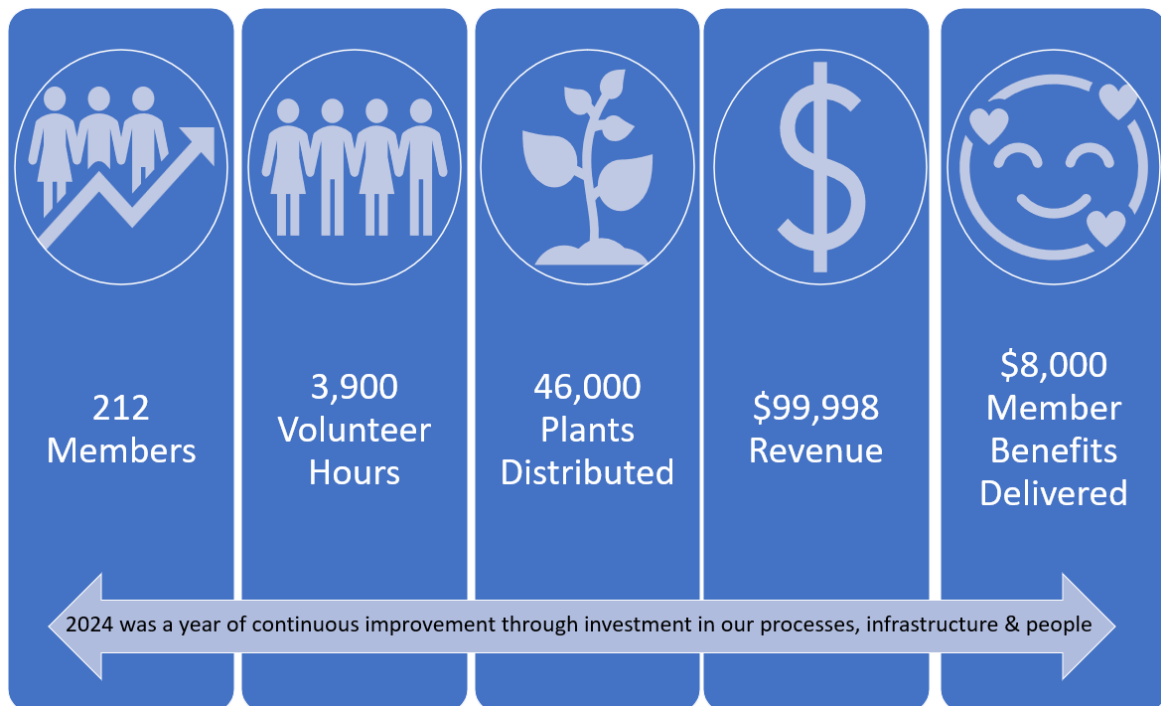 212
Members
3,900
Volunteer
Hours
46,000
Plants
Distributed
$99,998
Revenue
$8,000
Member
Benefits
Delivered
2024 was a year of continuous improvement through investment in our processes, infrastructure & people